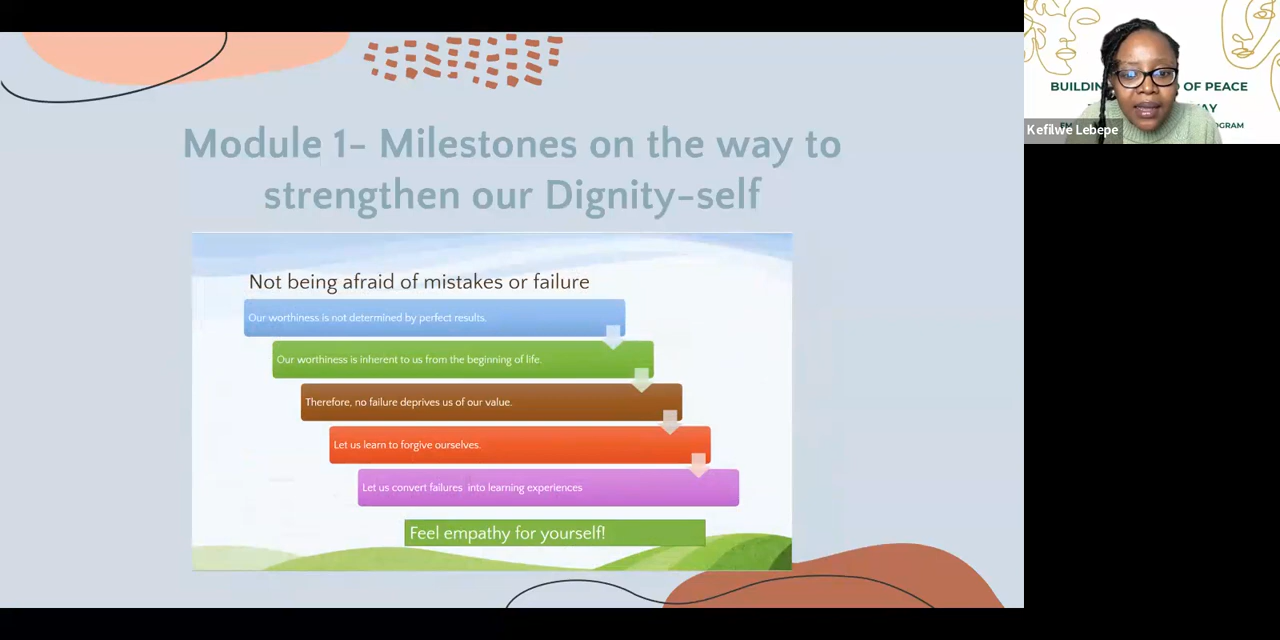 Module 1- Milestones on the way to
strengthen our Dignity-self
Not being afraid of mistakes or failure
Our worthiness is not determined by perfect results.
Our worthiness is inherent to us from the beginning of life.
Therefore, no failure deprives us of our value.
Let us learn to forgive ourselves.
Let us convert failures into learning experiences
Feel empathy for yourself!
OF PEACE
Kefilwe Lebepe